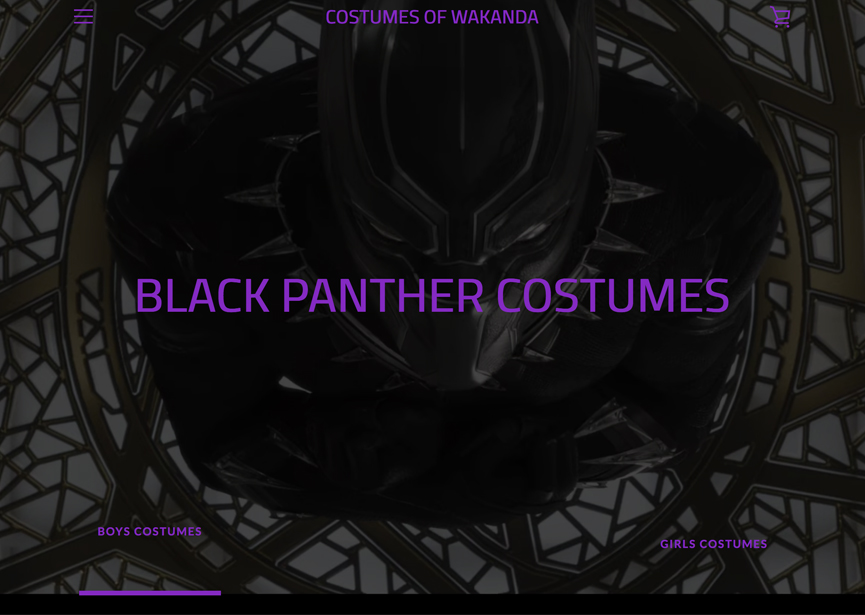 COSTUMES OF WAKANDA
BLACK PANTHER COSTUMES
BOYS COSTUMES
GIRLS COSTUMES